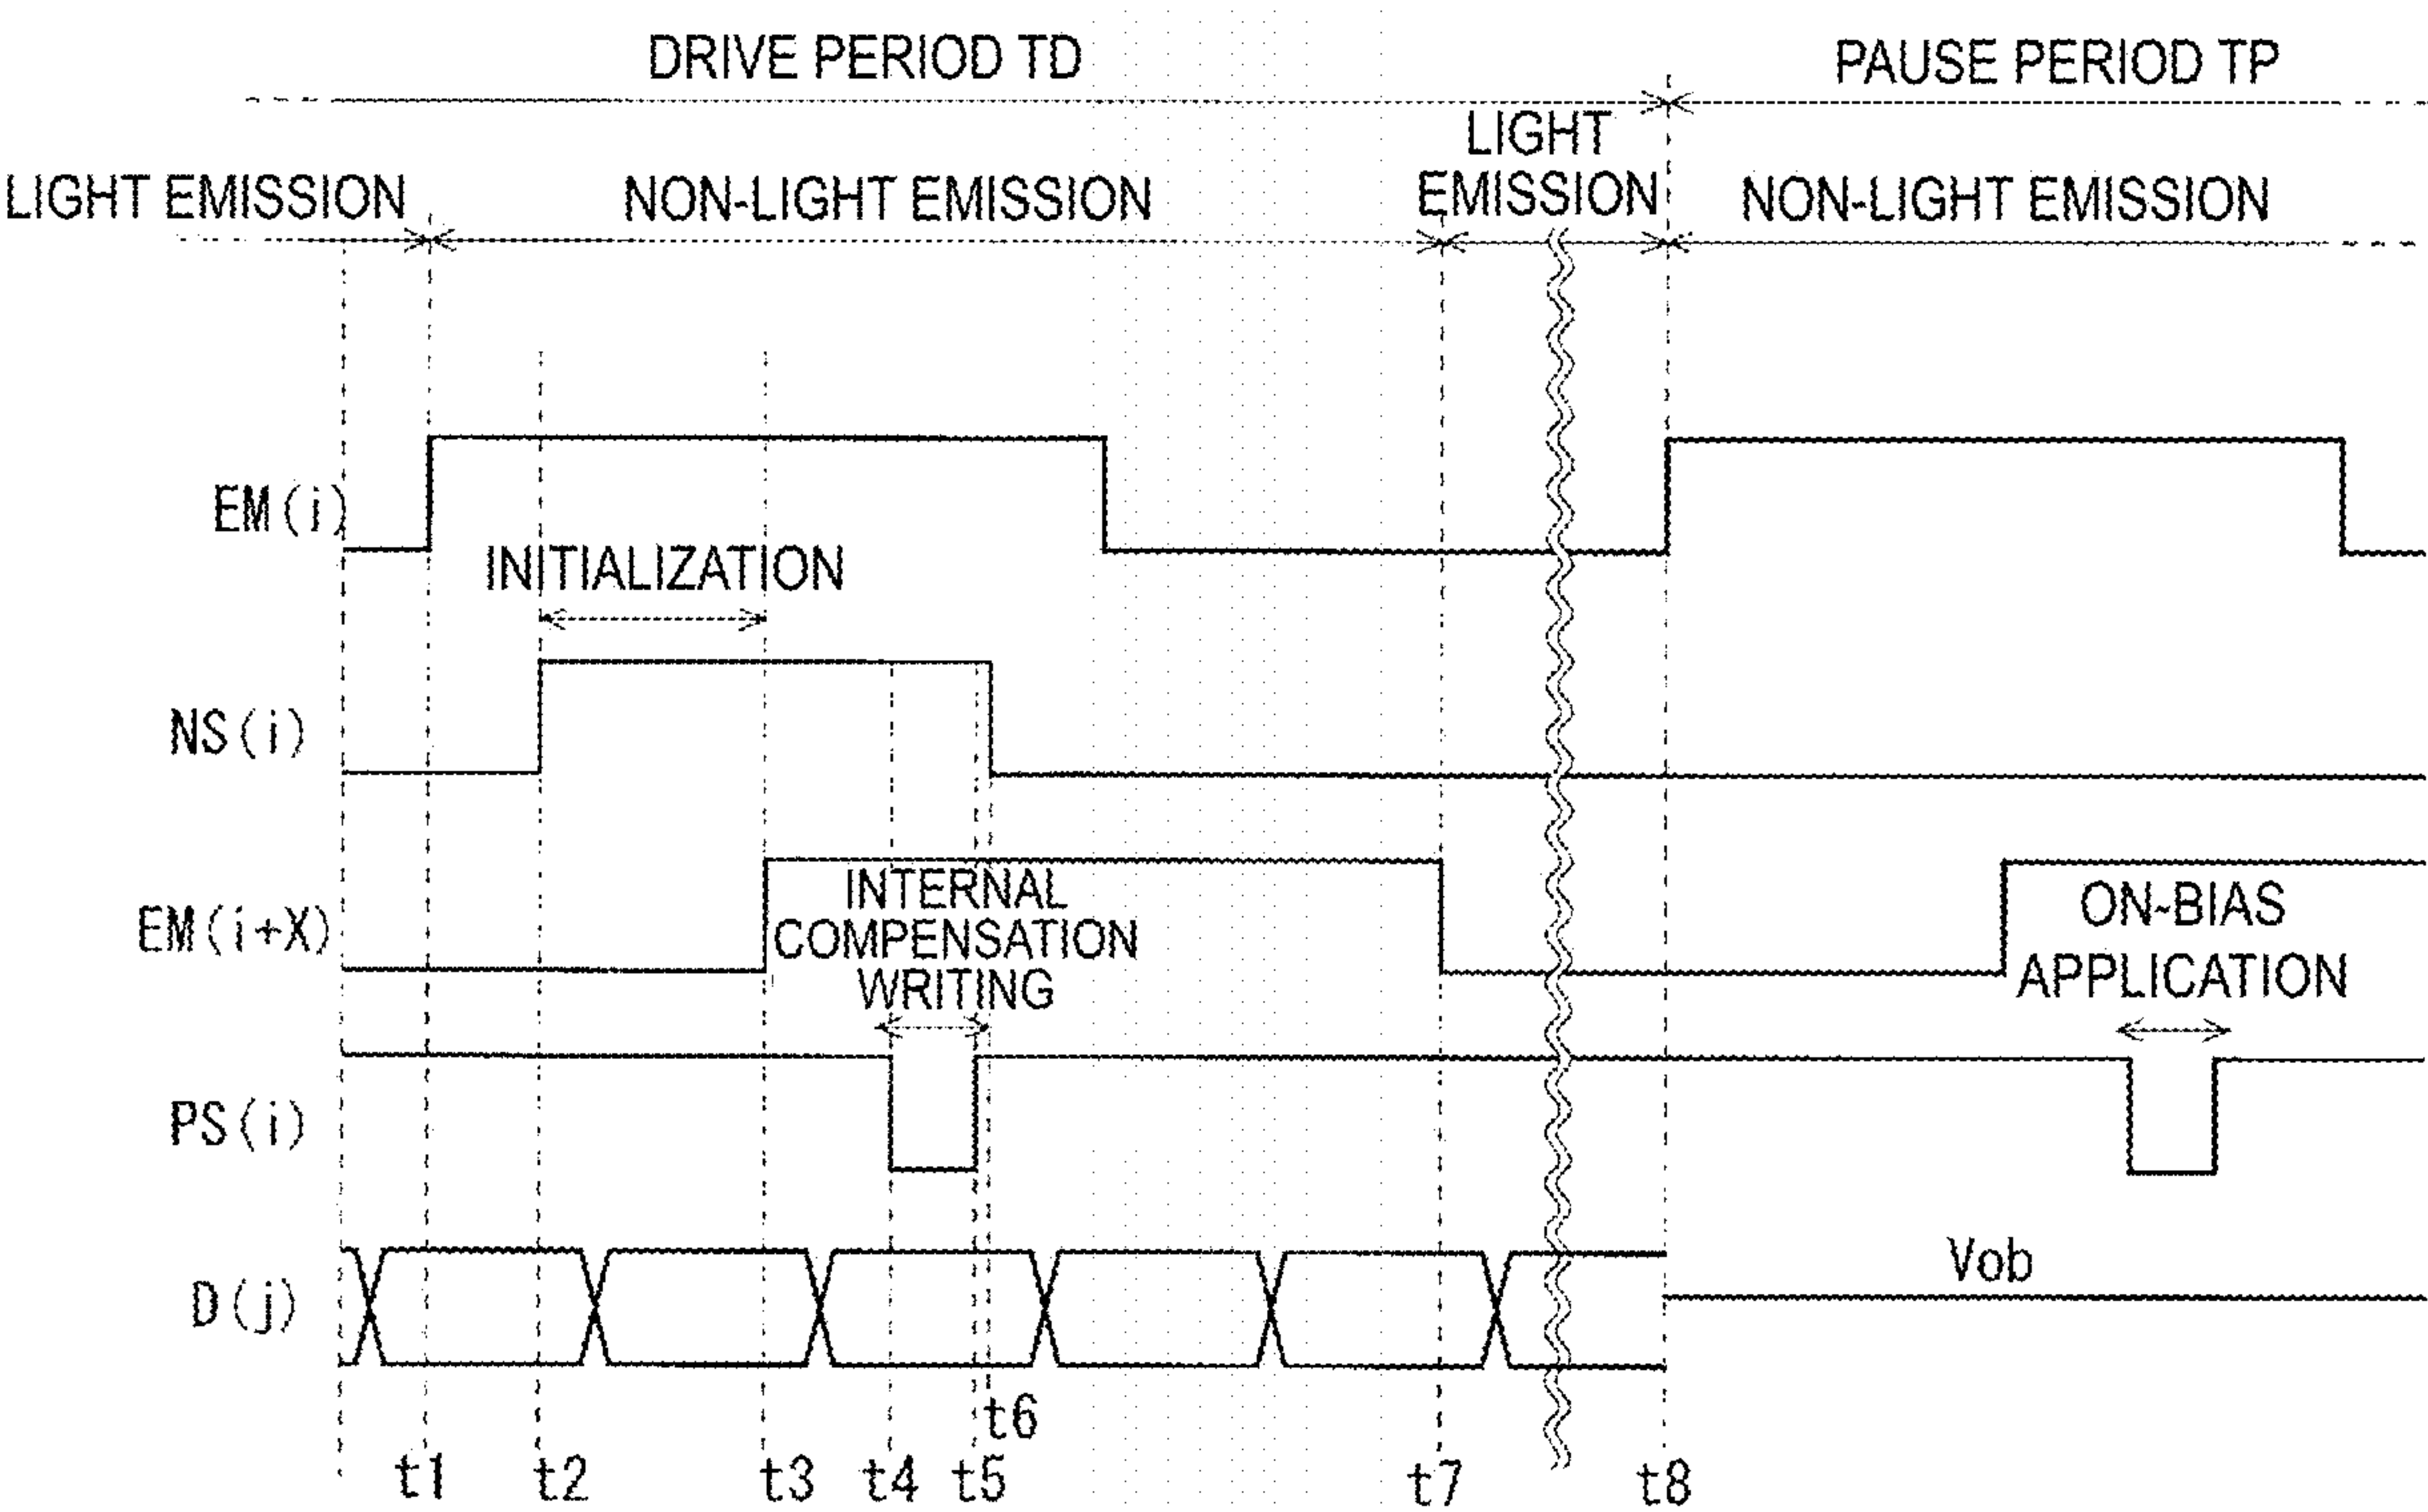 DRIVE PERIOD TD
PAUSE PERIOD TP
LIGHT EMISSION
NON-LIGHT EMISSION
LIGHT
EMISSION
NON-LIGHT EMISSION
EM(i)
INITIALIZATION
NS(i)
EM(i+X)
INTERNAL
COMPENSATION
WRITING
ON-BIAS
APPLICATION
PS(i)
D(j)
Vob
t1
t2
t3
t4
t5
t6
t7
t8